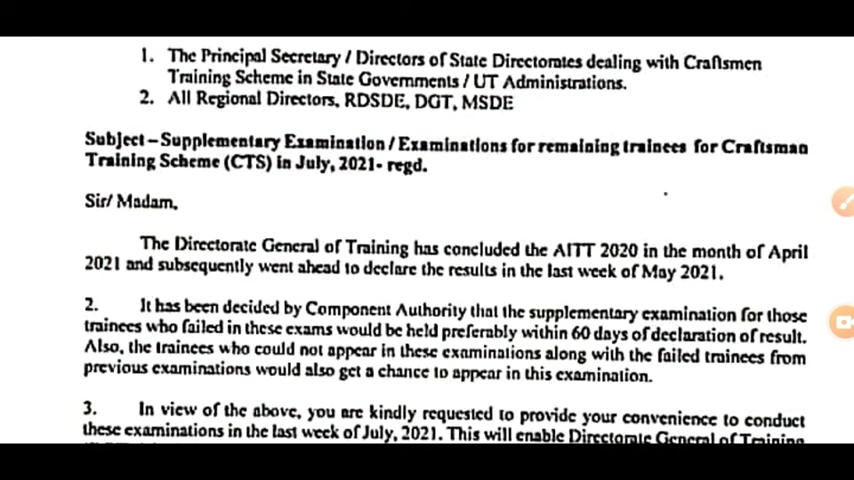 1. The Principal Secretary / Directors of State Directorates dealing with Craftsmen
Training Scheme in State Governments / UT Administrations.
2. All Regional Directors, RDSDE, DGT, MSDE
Subject – Supplementary Examination / Examinations for remaining trainees for Craftsman
Training Scheme (CTS) in July, 2021- regd.
Sir/ Madam,
The Directorate General of Training has concluded the AITT 2020 in the month of April
2021 and subsequently went ahead to declare the results in the last week of May 2021.
2. It has been decided by Component Authority that the supplementary examination for those
trainees who failed in these exams would be held preferably within 60 days of declaration of result.
Also, the trainees who could not appear in these examinations along with the failed trainees from
previous examinations would also get a chance to appear in this examination.
3. In view of the above, you are kindly requested to provide your convenience to conduct
these examinations in the last week of July, 2021. This will enable Directorate General of Training